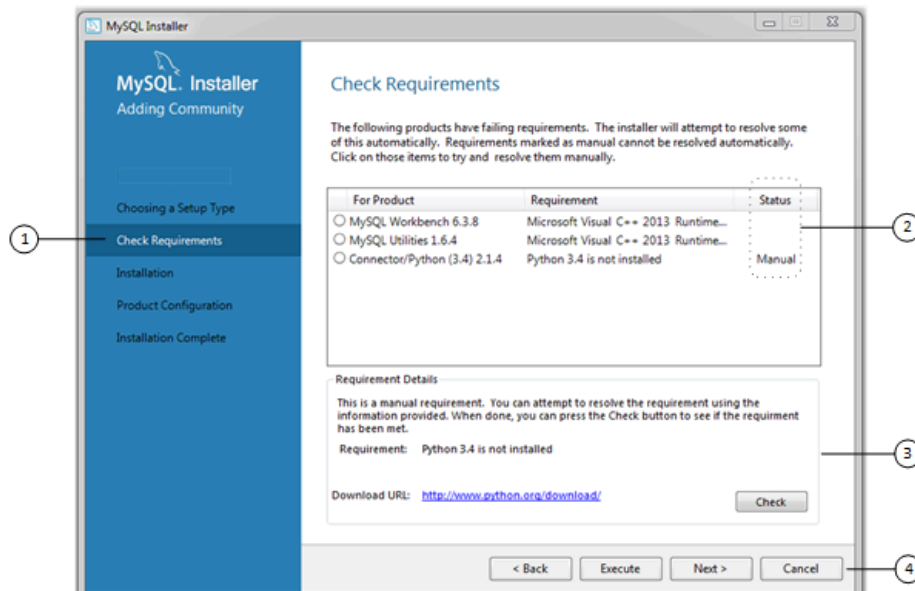 MySQL Installer
MySQL. Installer
Adding Community
Choosing a Setup Type
Check Requirements
Installation
Product Configuration
Installation Complete
Check Requirements
The following products have failing requirements. The installer will attempt to resolve some
of this automatically. Requirements marked as manual cannot be resolved automatically.
Click on those items to try and resolve them manually.
For Product Requirement Status
MySQL Workbench 6.3.8 Microsoft Visual C++ 2013 Runtime...
MySQL Utilities 1.6.4 Microsoft Visual C++ 2013 Runtime...
Connector/Python (3.4) 2.1.4 Python 3.4 is not installed Manual
Requirement Details
This is a manual requirement. You can attempt to resolve the requirement using the
information provided. When done, you can press the Check button to see if the requirment
has been met.
Requirement: Python 3.4 is not installed
Download URL: http://www.python.org/download/
Check
< Back Execute Next > Cancel
1
2
3
4